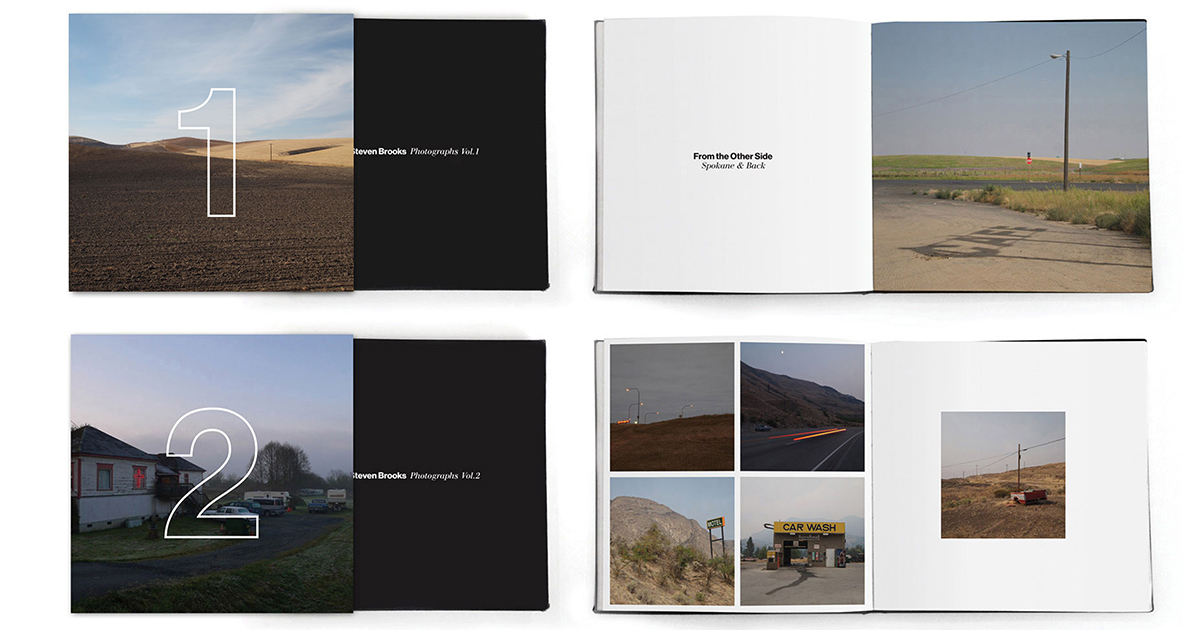 1
Steven Brooks Photographs Vol.1
From the Other Side
Spokane & Back
2
Steven Brooks Photographs Vol.2
MOTEL
CAR WASH